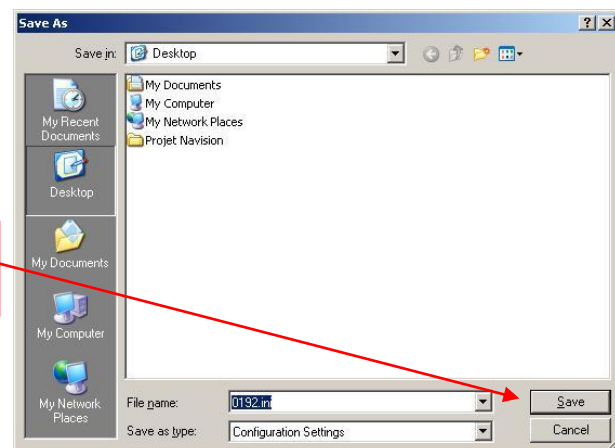 Save As
Save in:
Desktop
My Recent
Documents
Desktop
My Documents
My Computer
My Network
Places
My Documents
My Computer
My Network Places
Projet Navision
File name:
0192.ini
Save
Save as type:
Configuration Settings
Cancel